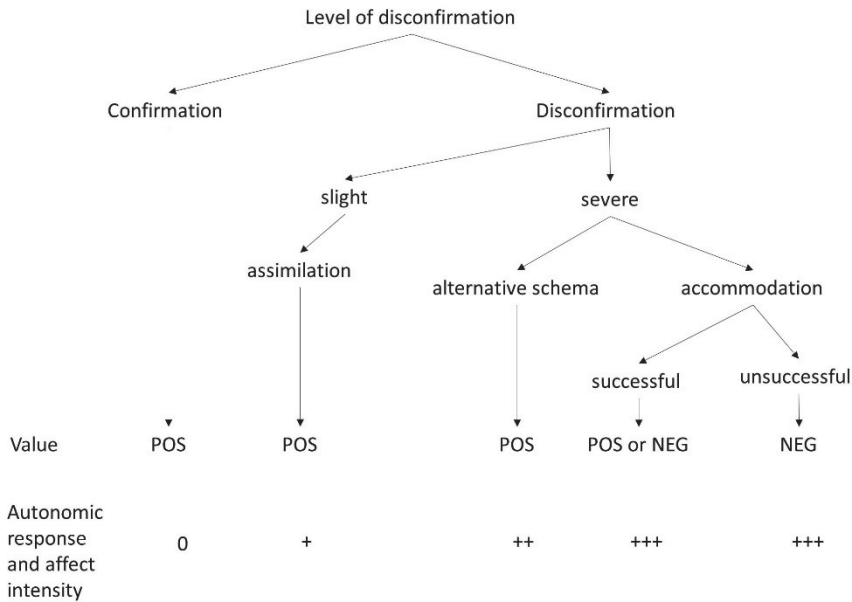 Level of disconfirmation
Confirmation
Disconfirmation
slight
severe
assimilation
alternative schema
accommodation
successful
unsuccessful
Value
POS
POS
POS
POS or NEG
NEG
Autonomic
response
and affect
intensity
0
+
++
+++
+++